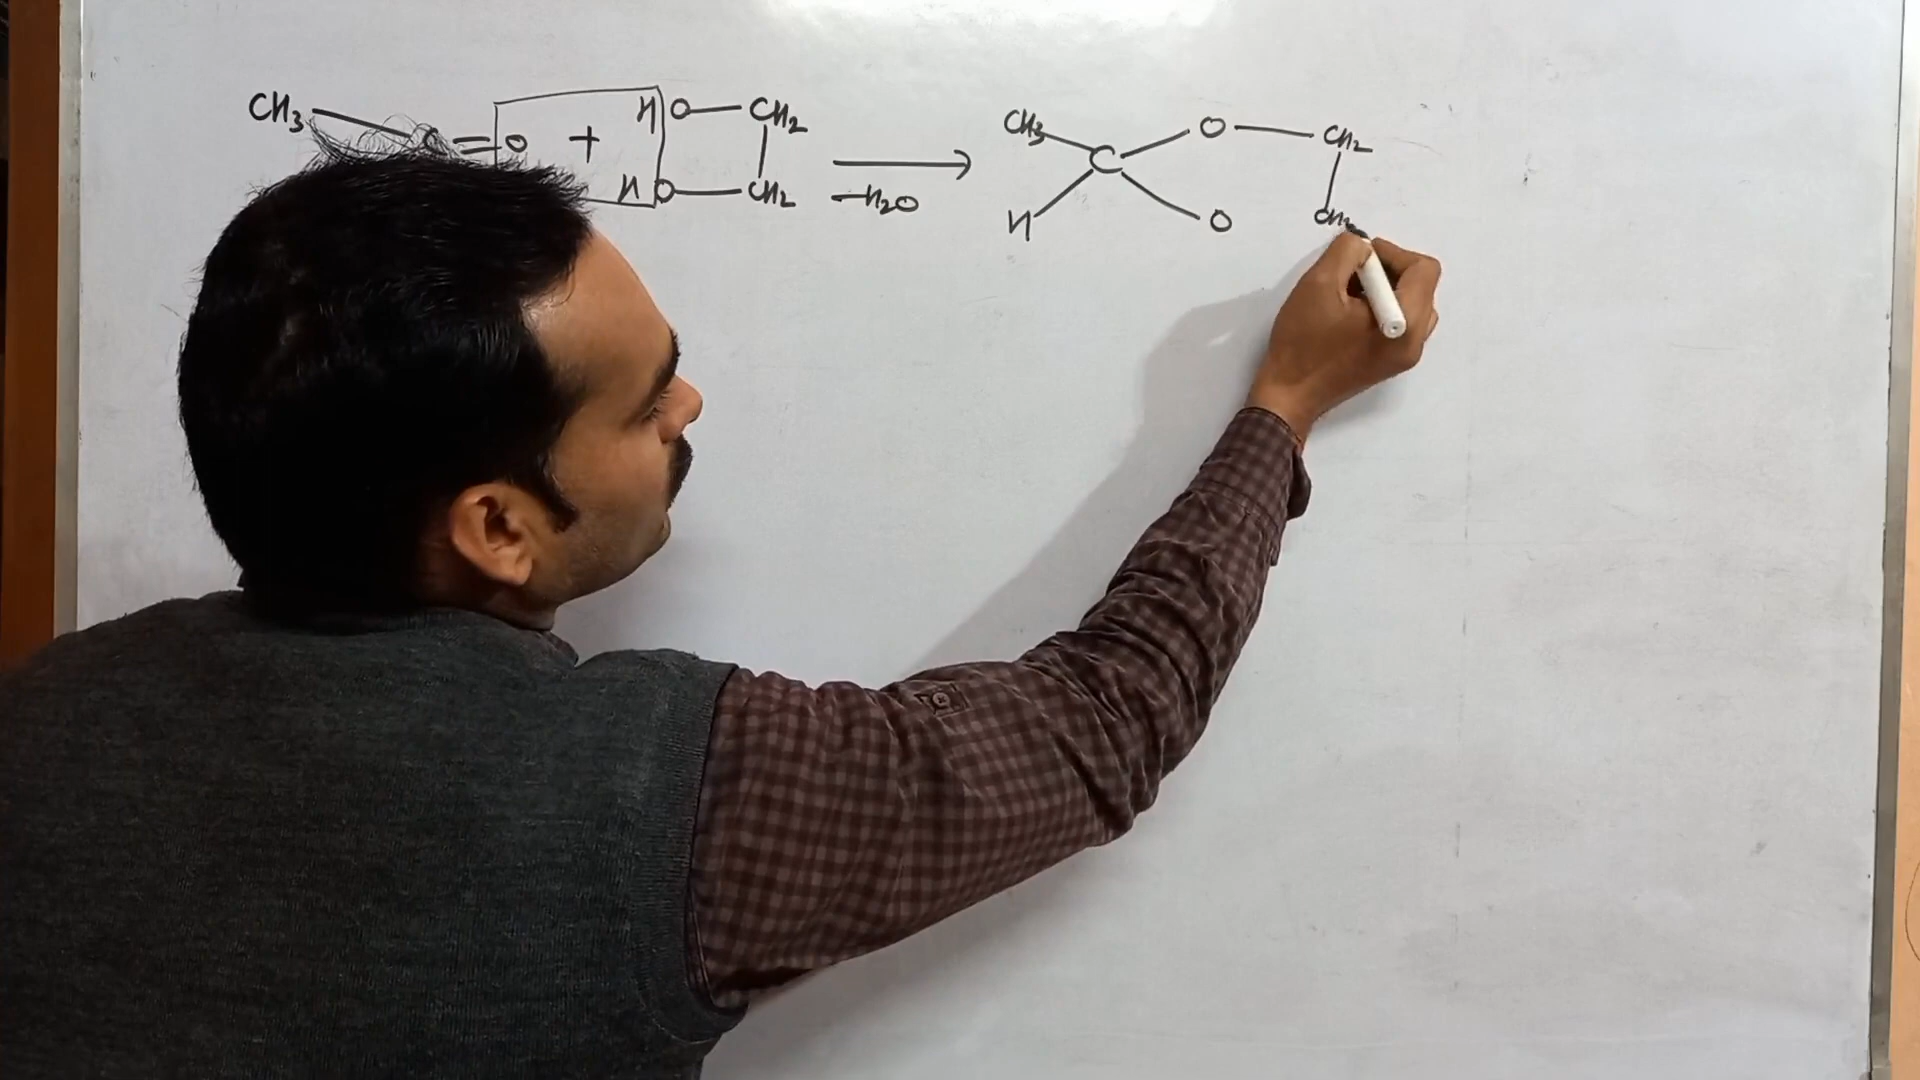 CH3 C=O + HO—CH2 → CH3 C O—CH2
HO—CH2 —H2O H O CH2